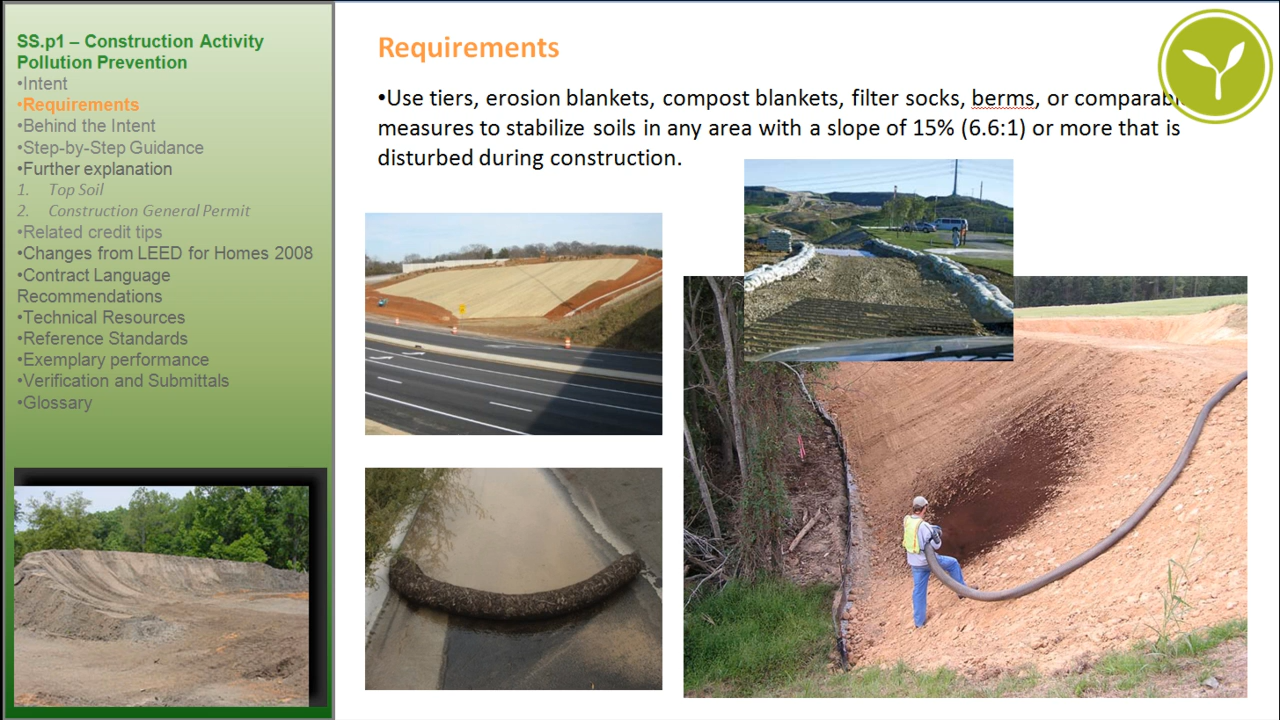 SS.p1 – Construction Activity
Pollution Prevention
•Intent
•Requirements
•Behind the Intent
•Step-by-Step Guidance
•Further explanation
1. Top Soil
2. Construction General Permit
•Related credit tips
•Changes from LEED for Homes 2008
•Contract Language
Recommendations
•Technical Resources
•Reference Standards
•Exemplary performance
•Verification and Submittals
•Glossary
Requirements
•Use tiers, erosion blankets, compost blankets, filter socks, berms, or comparable
measures to stabilize soils in any area with a slope of 15% (6.6:1) or more that is
disturbed during construction.